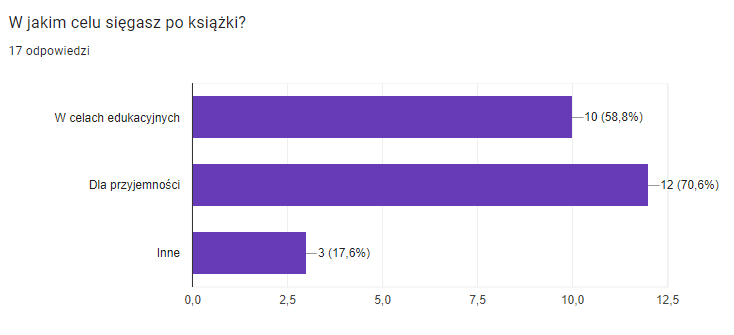 W jakim celu sięgasz po książki?
17 odpowiedzi
W celach edukacyjnych
10 (58,8%)
Dla przyjemności
12 (70,6%)
Inne
3 (17,6%)
0,0 2,5 5,0 7,5 10,0 12,5